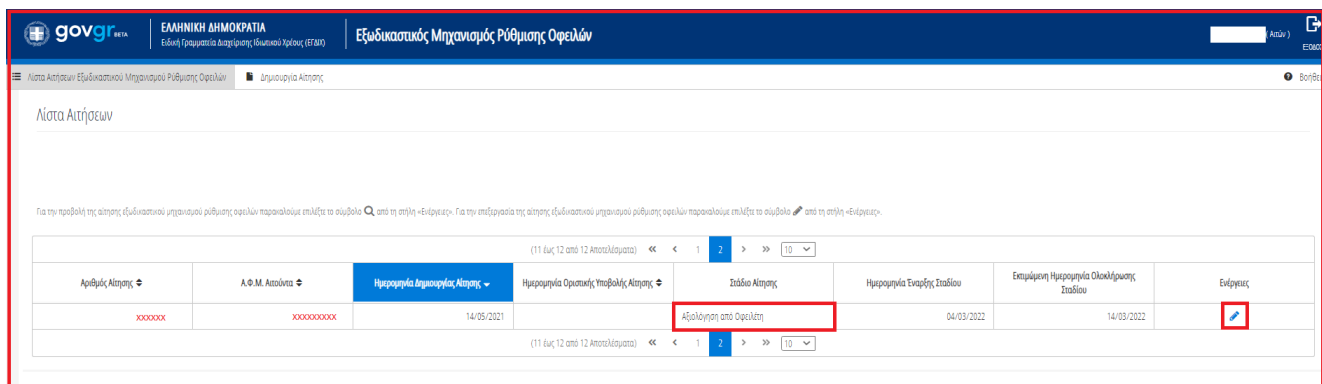 govgr BETA
ΕΛΛΗΝΙΚΗ ΔΗΜΟΚΡΑΤΙΑ
Ειδική Γραμματεία Διαχείρισης Ιδιωτικού Χρέους (ΕΓΔΙΧ)
Εξωδικαστικός Μηχανισμός Ρύθμισης Οφειλών
( Αιτών )
ΕΞΟΔΟΣ
Λίστα Αιτήσεων Εξωδικαστικού Μηχανισμού Ρύθμισης Οφειλών Δημιουργία Αίτησης
Βοήθει
Λίστα Αιτήσεων
Για την προβολή της αίτησης εξωδικαστικού μηχανισμού ρύθμισης οφειλών παρακαλούμε επιλέξτε το σύμβολο από τη στήλη «Ενέργειες». Για την επεξεργασία της αίτησης εξωδικαστικού μηχανισμού ρύθμισης οφειλών παρακαλούμε επιλέξτε το σύμβολο από τη στήλη «Ενέργειες».
(11 έως 12 από 12 Αποτελέσματα) 1 2 10
Αριθμός Αίτησης Α.Φ.Μ. Αιτούντα Ημερομηνία Δημιουργίας Αίτησης Ημερομηνία Οριστικής Υποβολής Αίτησης Στάδιο Αίτησης Ημερομηνία Έναρξης Σταδίου Εκτιμώμενη Ημερομηνία Ολοκλήρωσης Σταδίου Ενέργειες
xxxxxx xxxxxxxxx 14/05/2021 Αξιολόγηση από Οφειλέτη 04/03/2022 14/03/2022
(11 έως 12 από 12 Αποτελέσματα) 1 2 10